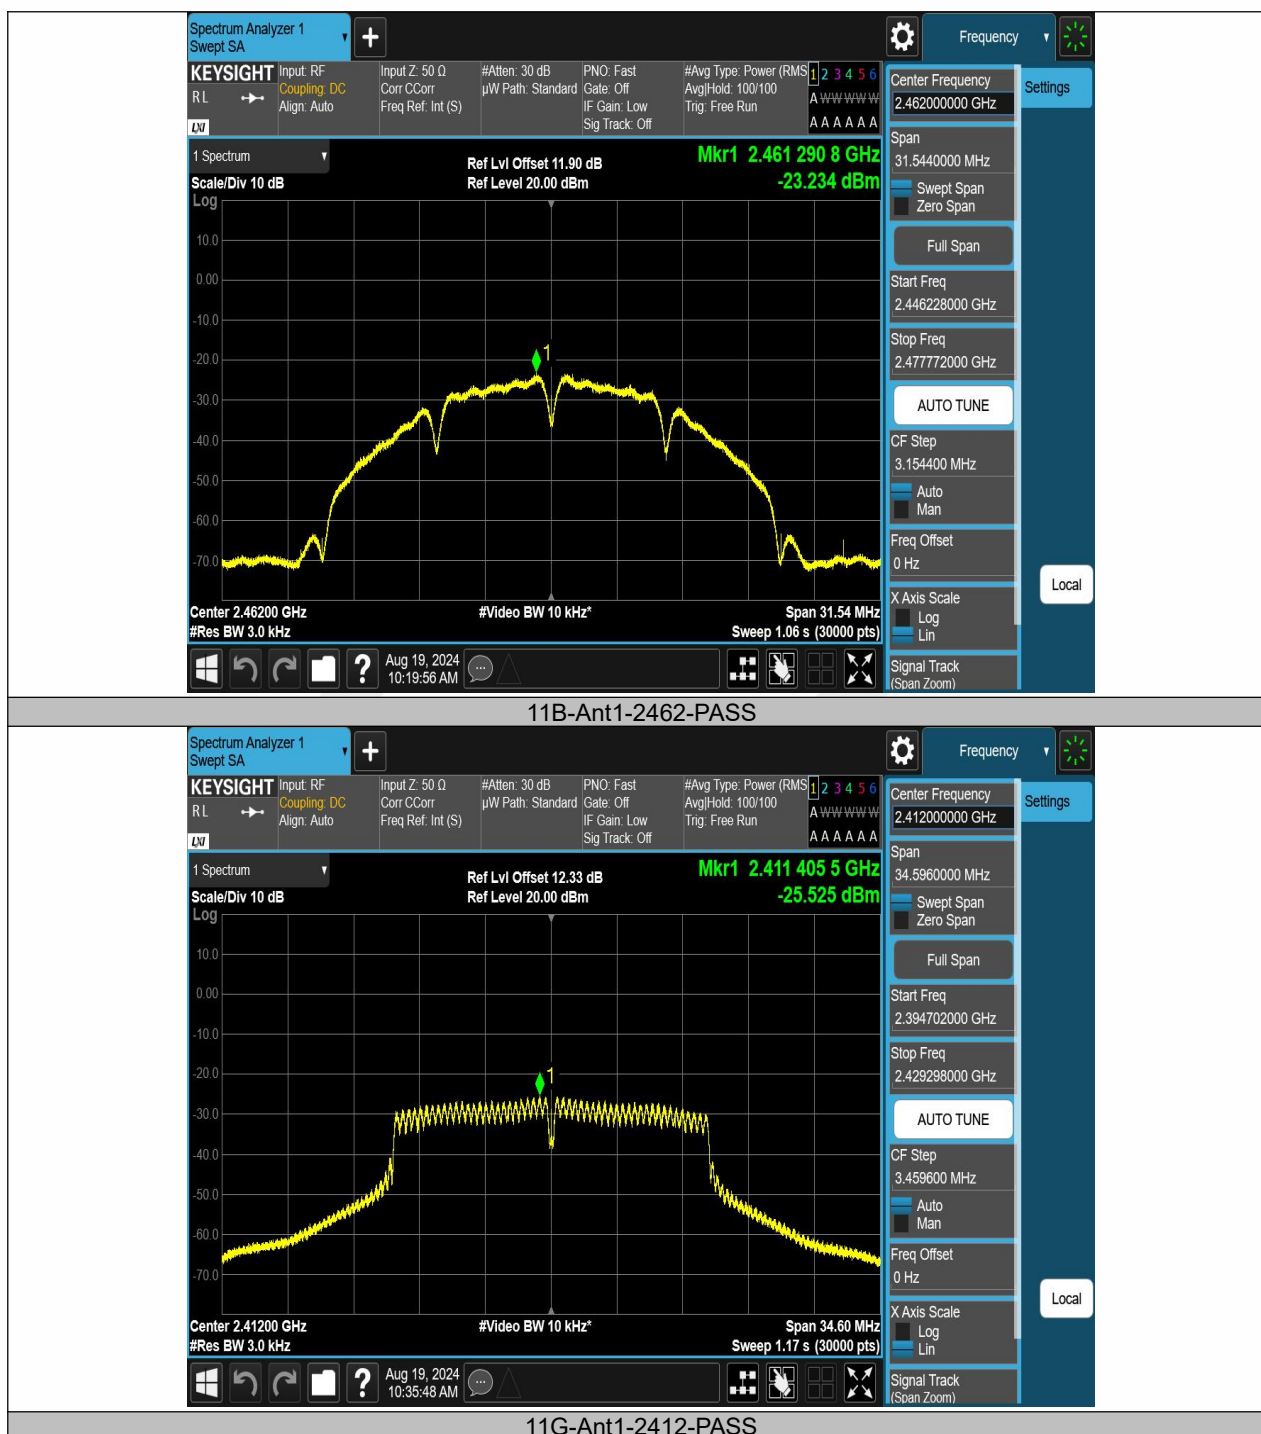 Spectrum Analyzer 1
Swept SA
Frequency
KEYSIGHT
R L
LXI
Input: RF
Coupling: DC
Align: Auto
Input Z: 50 Ω
Corr CCorr
Freq Ref: Int (S)
#Atten: 30 dB
µW Path: Standard
PNO: Fast
Gate: Off
IF Gain: Low
Sig Track: Off
#Avg Type: Power (RMS
Avg|Hold: 100/100
Trig: Free Run
1 2 3 4 5 6
A W W W W W
A A A A A A
1 Spectrum
Scale/Div 10 dB
Log
Ref Lvl Offset 11.90 dB
Ref Level 20.00 dBm
Mkr1 2.461 290 8 GHz
-23.234 dBm
10.0
0.00
-10.0
-20.0
-30.0
-40.0
-50.0
-60.0
-70.0
1
Center 2.46200 GHz
#Res BW 3.0 kHz
#Video BW 10 kHz*
Span 31.54 MHz
Sweep 1.06 s (30000 pts)
Aug 19, 2024
10:19:56 AM
Center Frequency
2.462000000 GHz
Span
31.5440000 MHz
Swept Span
Zero Span
Full Span
Start Freq
2.446228000 GHz
Stop Freq
2.477772000 GHz
AUTO TUNE
CF Step
3.154400 MHz
Auto
Man
Freq Offset
0 Hz
X Axis Scale
Log
Lin
Signal Track
(Span Zoom)
Settings
Local
11B-Ant1-2462-PASS
Spectrum Analyzer 1
Swept SA
Frequency
KEYSIGHT
R L
LXI
Input: RF
Coupling: DC
Align: Auto
Input Z: 50 Ω
Corr CCorr
Freq Ref: Int (S)
#Atten: 30 dB
µW Path: Standard
PNO: Fast
Gate: Off
IF Gain: Low
Sig Track: Off
#Avg Type: Power (RMS
Avg|Hold: 100/100
Trig: Free Run
1 2 3 4 5 6
A W W W W W
A A A A A A
1 Spectrum
Scale/Div 10 dB
Log
Ref Lvl Offset 12.33 dB
Ref Level 20.00 dBm
Mkr1 2.411 405 5 GHz
-25.525 dBm
10.0
0.00
-10.0
-20.0
-30.0
-40.0
-50.0
-60.0
-70.0
1
Center 2.41200 GHz
#Res BW 3.0 kHz
#Video BW 10 kHz*
Span 34.60 MHz
Sweep 1.17 s (30000 pts)
Aug 19, 2024
10:35:48 AM
Center Frequency
2.412000000 GHz
Span
34.5960000 MHz
Swept Span
Zero Span
Full Span
Start Freq
2.394702000 GHz
Stop Freq
2.429298000 GHz
AUTO TUNE
CF Step
3.459600 MHz
Auto
Man
Freq Offset
0 Hz
X Axis Scale
Log
Lin
Signal Track
(Span Zoom)
Settings
Local
11G-Ant1-2412-PASS